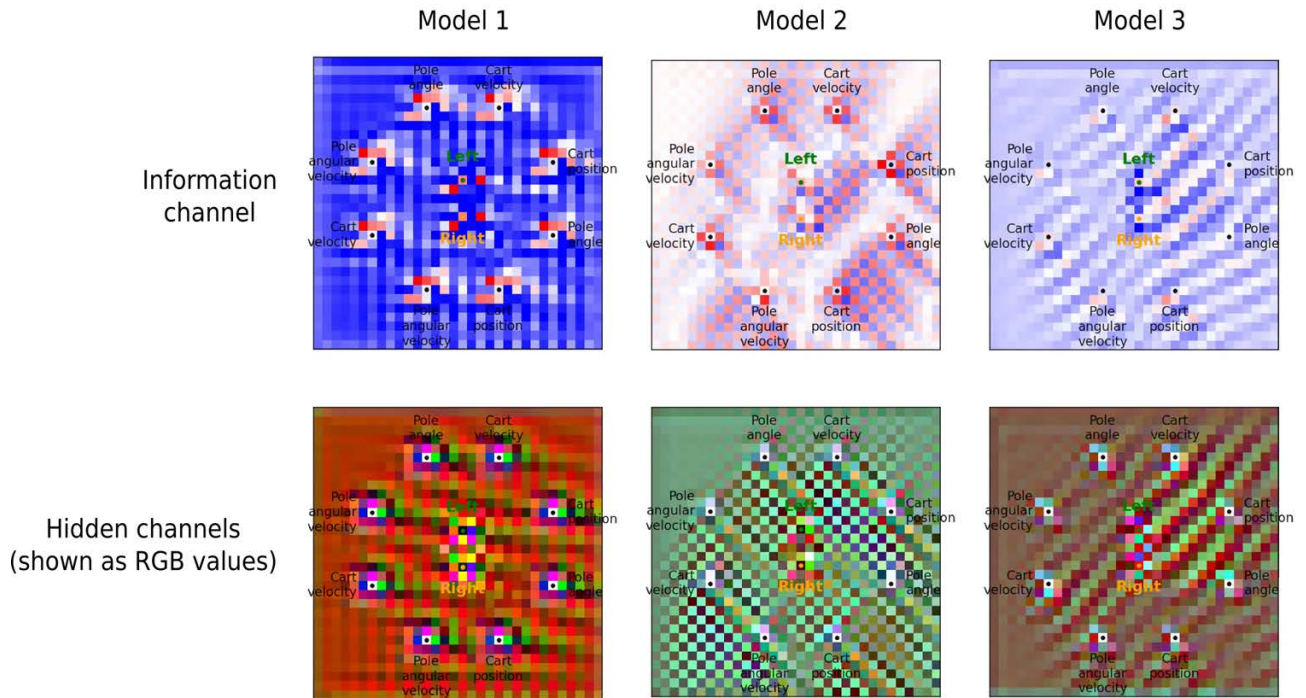 Model 1
Model 2
Model 3
Information
channel
Pole
angle
Cart
velocity
Pole
angular
velocity
Left
Cart
position
Cart
velocity
Right
Pole
angle
Pole
angular
velocity
Cart
position
Pole
angle
Cart
velocity
Pole
angular
velocity
Left
Cart
position
Cart
velocity
Right
Pole
angle
Pole
angular
velocity
Cart
position
Pole
angle
Cart
velocity
Pole
angular
velocity
Left
Cart
position
Cart
velocity
Right
Pole
angle
Pole
angular
velocity
Cart
position
Hidden channels
(shown as RGB values)
Pole
angle
Cart
velocity
Pole
angular
velocity
Left
Cart
position
Cart
velocity
Right
Pole
angle
Pole
angular
velocity
Cart
position
Pole
angle
Cart
velocity
Pole
angular
velocity
Left
Cart
position
Cart
velocity
Right
Pole
angle
Pole
angular
velocity
Cart
position
Pole
angle
Cart
velocity
Pole
angular
velocity
Left
Cart
position
Cart
velocity
Right
Pole
angle
Pole
angular
velocity
Cart
position